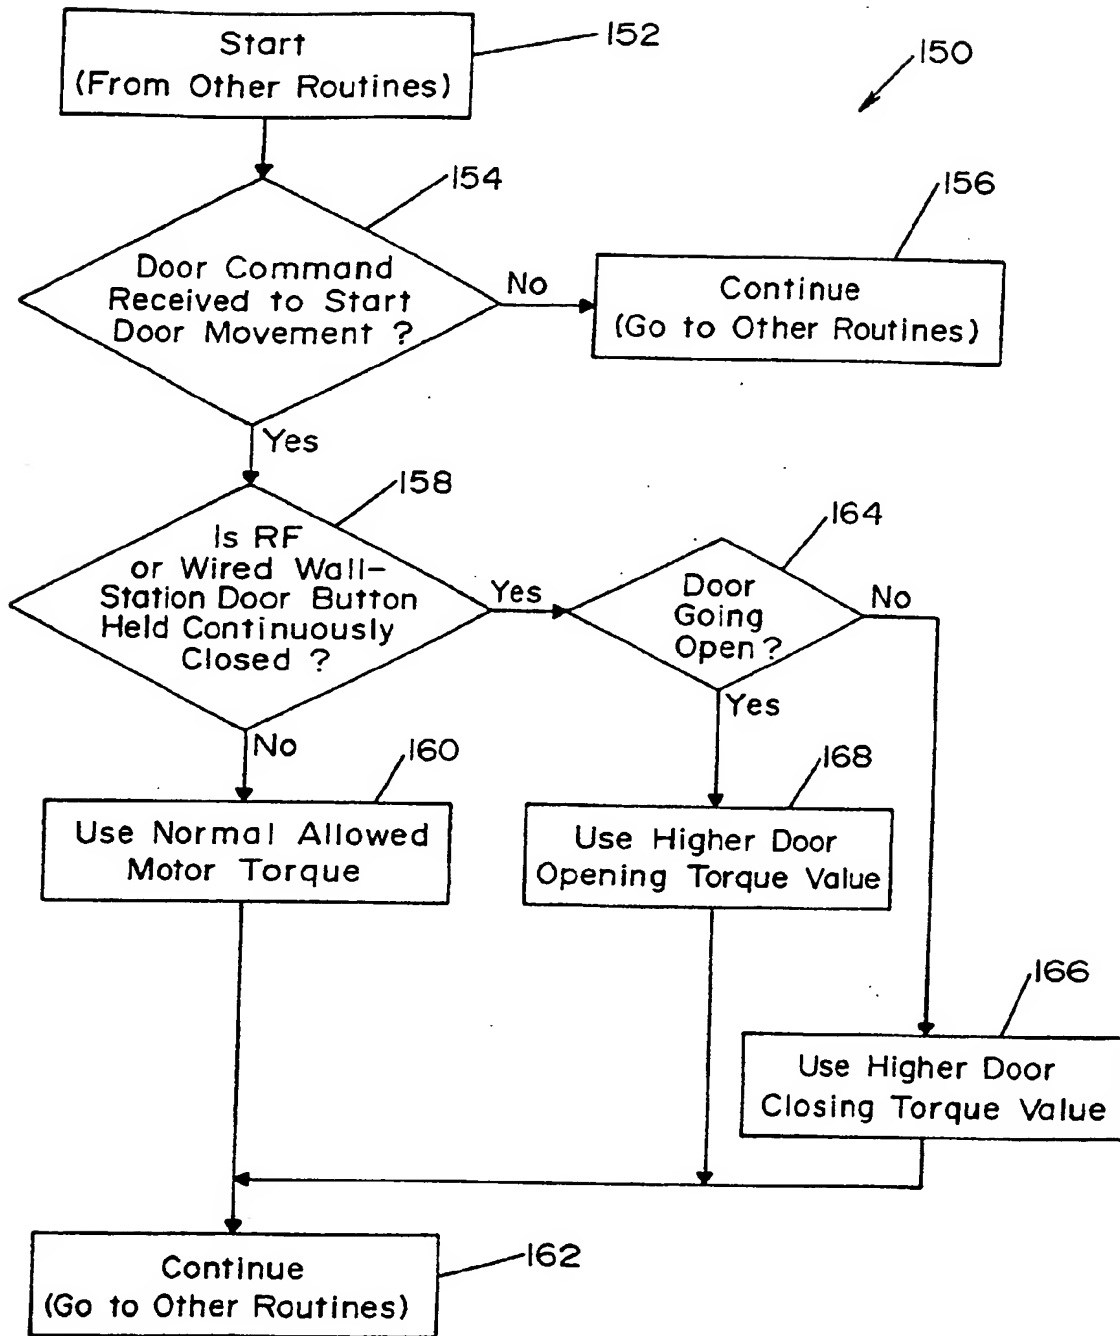 Start
(From Other Routines)
152
150
154
Door Command
Received to Start
Door Movement ?
No
156
Continue
(Go to Other Routines)
Yes
158
Is RF
or Wired Wall-
Station Door Button
Held Continuously
Closed ?
Yes
164
Door
Going
Open?
No
No
Yes
160
Use Normal Allowed
Motor Torque
168
Use Higher Door
Opening Torque Value
166
Use Higher Door
Closing Torque Value
Continue
(Go to Other Routines)
162